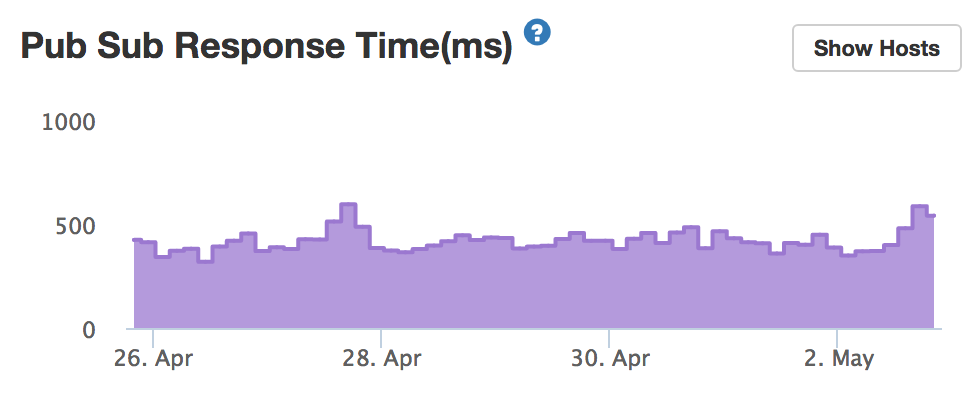 Pub Sub Response Time(ms) ?
Show Hosts
1000
500
0
26. Apr 28. Apr 30. Apr 2. May